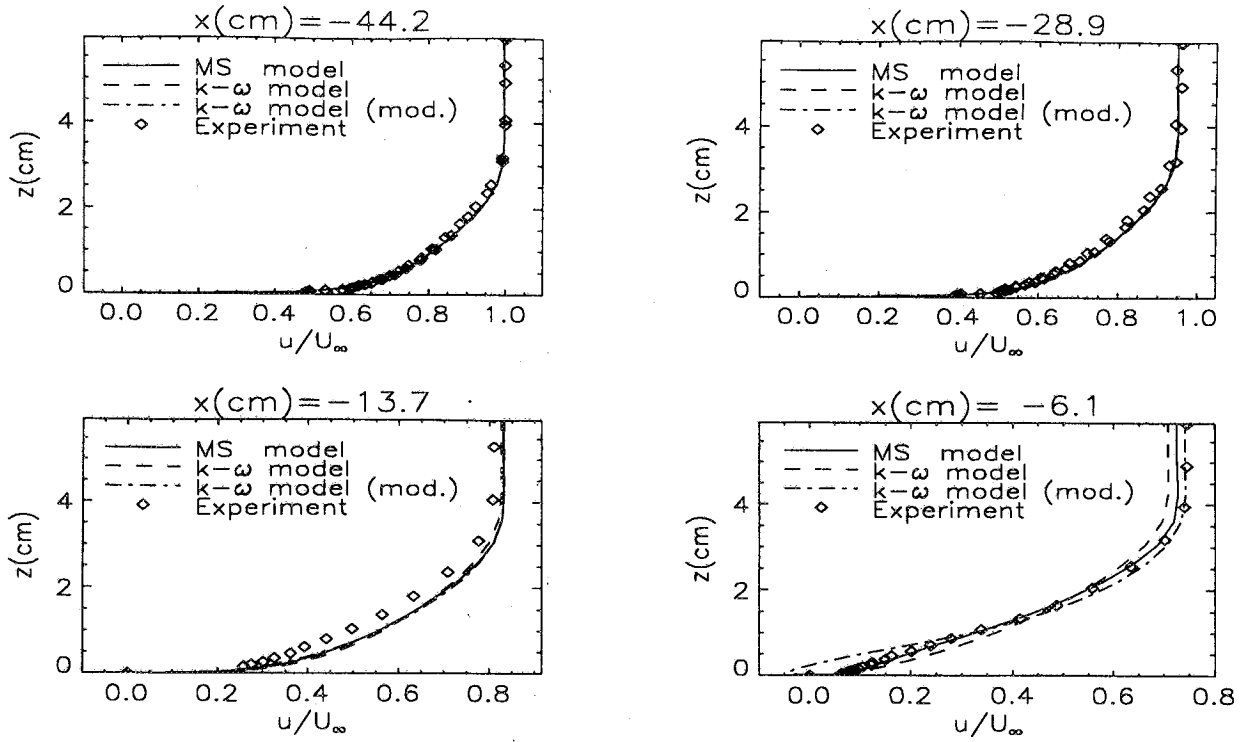 x(cm)=-44.2
MS model
k-ω model
k-ω model (mod.)
Experiment
z(cm)
4
2
0
0.0 0.2 0.4 0.6 0.8 1.0
u/U∞
x(cm)=-28.9
MS model
k-ω model
k-ω model (mod.)
Experiment
z(cm)
4
2
0
0.0 0.2 0.4 0.6 0.8 1.0
u/U∞
x(cm)=-13.7
MS model
k-ω model
k-ω model (mod.)
Experiment
z(cm)
4
2
0
0.0 0.2 0.4 0.6 0.8
u/U∞
x(cm)= -6.1
MS model
k-ω model
k-ω model (mod.)
Experiment
z(cm)
4
2
0
0.0 0.2 0.4 0.6 0.8
u/U∞